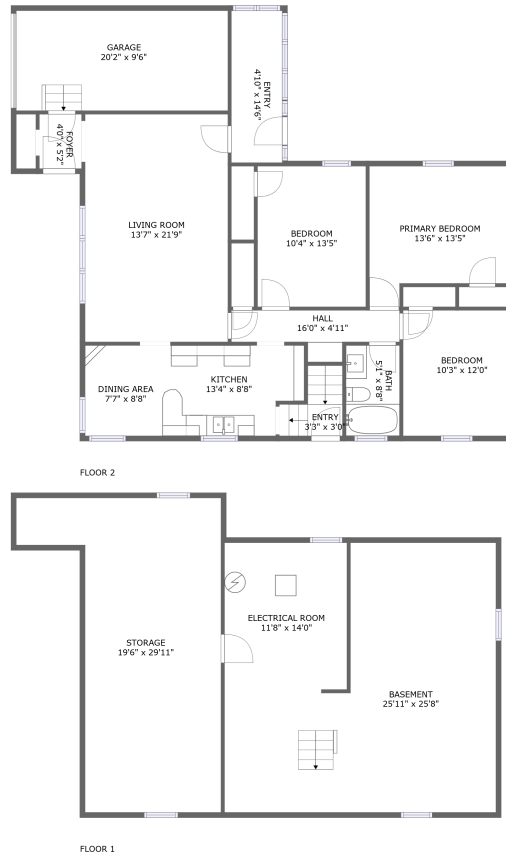 GARAGE
20'2" x 9'6"
ENTRY
4'10" x 14'6"
FOYER
4'0" x 5'2"
LIVING ROOM
13'7" x 21'9"
BEDROOM
10'4" x 13'5"
PRIMARY BEDROOM
13'6" x 13'5"
HALL
16'0" x 4'11"
KITCHEN
13'4" x 8'8"
DINING AREA
7'7" x 8'8"
BATH
5'1" x 8'8"
BEDROOM
10'3" x 12'0"
ENTRY
3'3" x 3'0"
FLOOR 2
STORAGE
19'6" x 29'11"
ELECTRICAL ROOM
11'8" x 14'0"
BASEMENT
25'11" x 25'8"
FLOOR 1